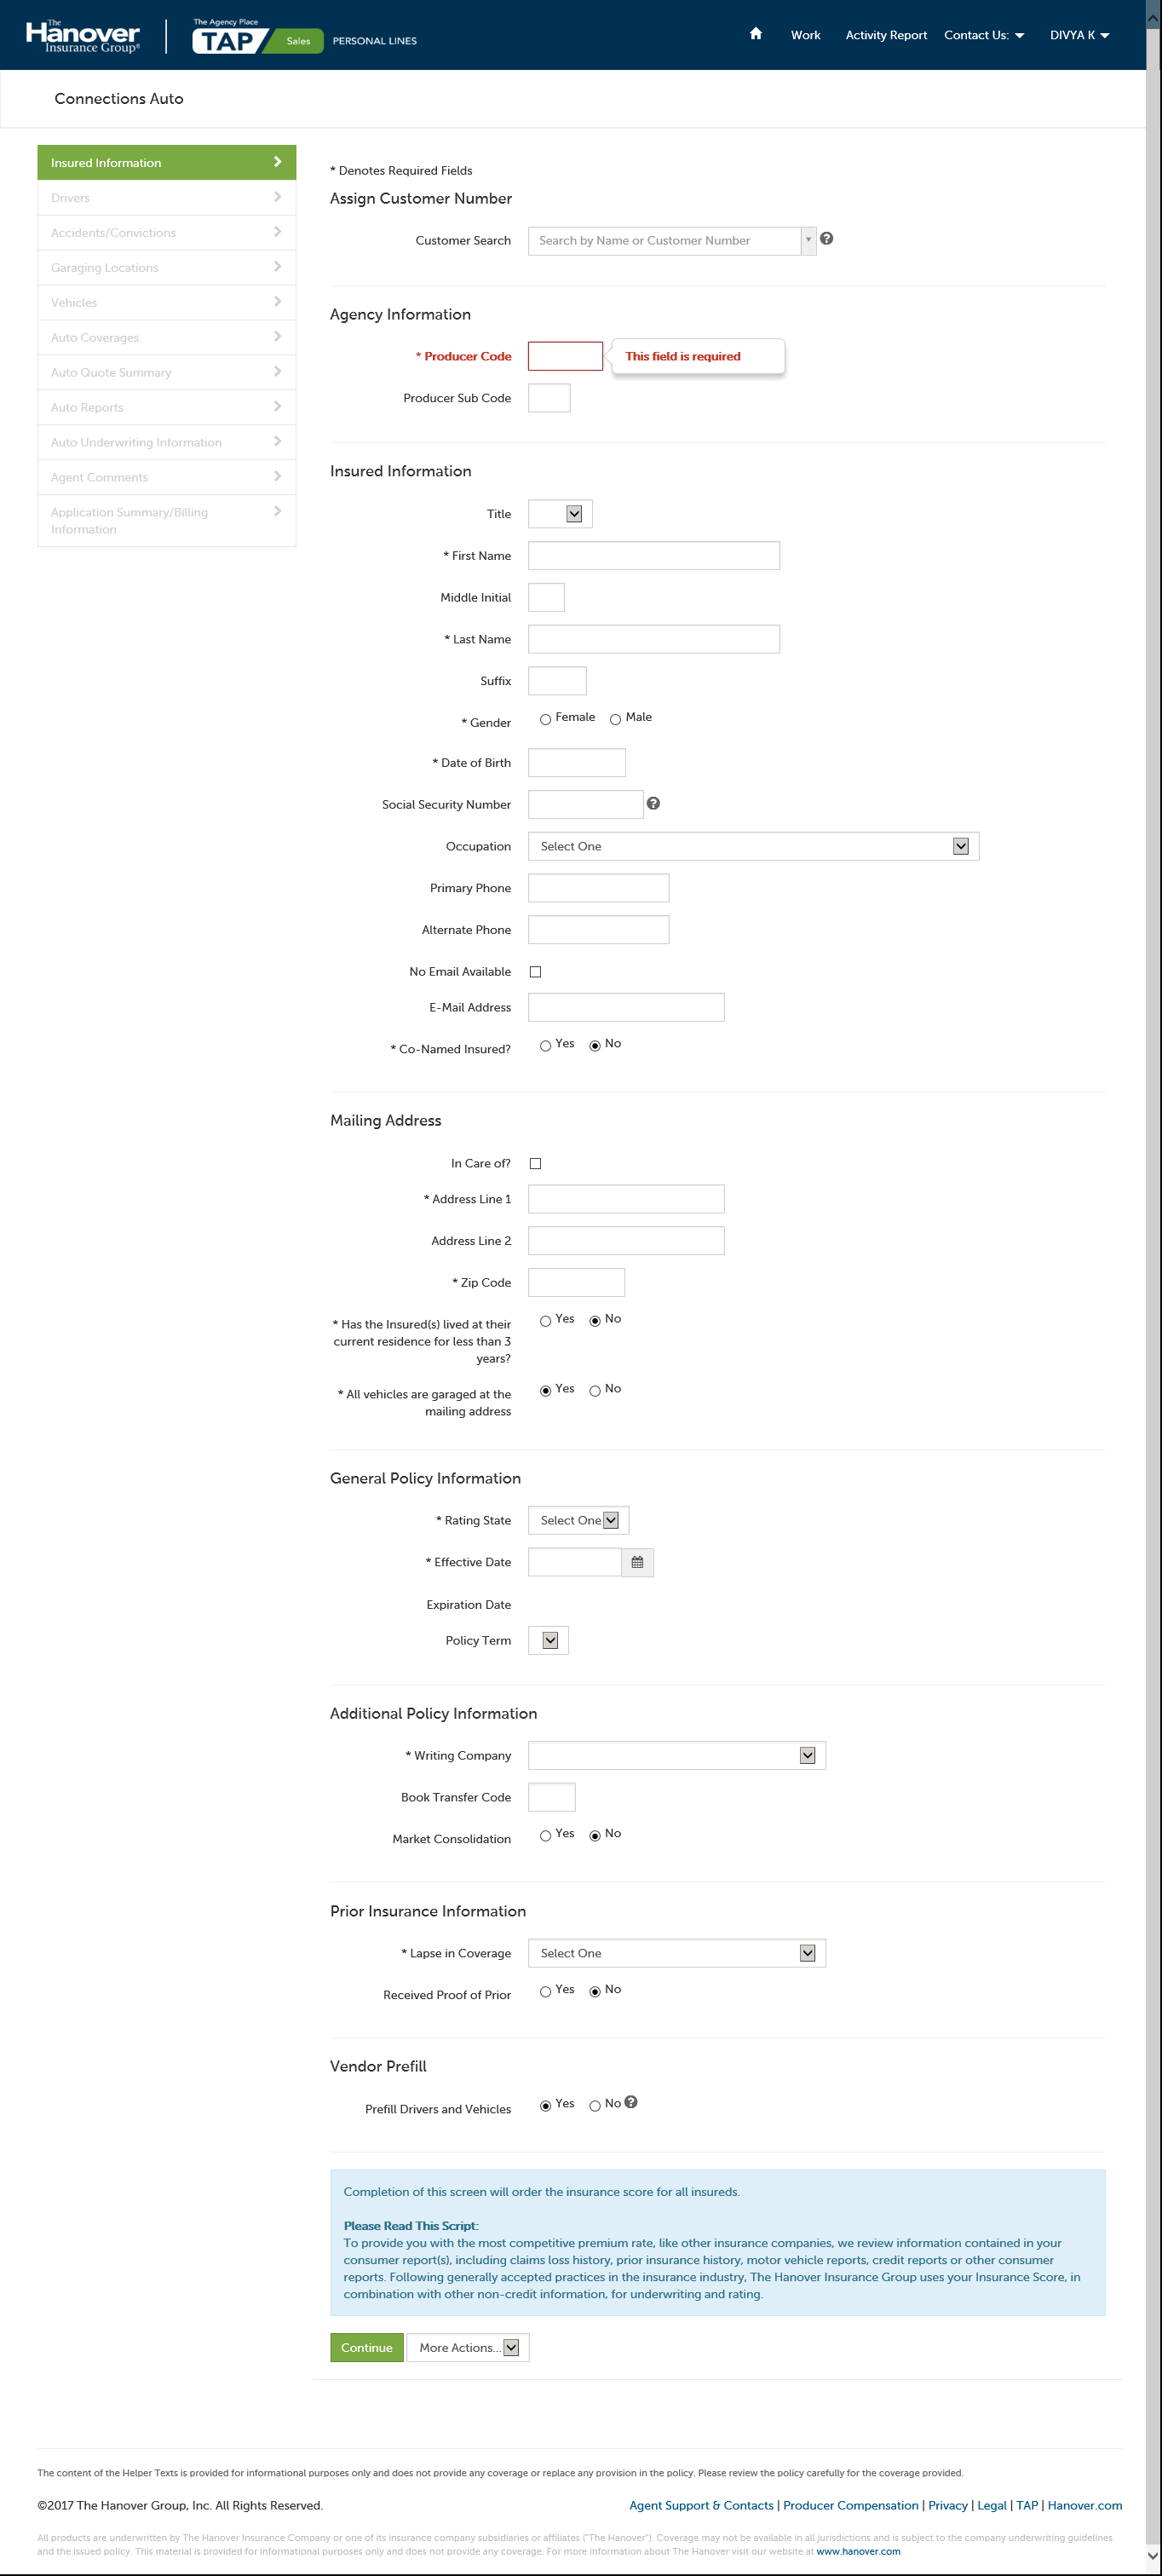 The
Hanover
Insurance Group®
The Agency Place
TAP Sales PERSONAL LINES
Work Activity Report Contact Us: DIVYA K
Connections Auto
Insured Information
Drivers
Accidents/Convictions
Garaging Locations
Vehicles
Auto Coverages
Auto Quote Summary
Auto Reports
Auto Underwriting Information
Agent Comments
Application Summary/Billing
Information
* Denotes Required Fields
Assign Customer Number
Customer Search Search by Name or Customer Number
Agency Information
* Producer Code This field is required
Producer Sub Code
Insured Information
Title
* First Name
Middle Initial
* Last Name
Suffix
* Gender Female Male
* Date of Birth
Social Security Number
Occupation Select One
Primary Phone
Alternate Phone
No Email Available
E-Mail Address
* Co-Named Insured? Yes No
Mailing Address
In Care of?
* Address Line 1
Address Line 2
* Zip Code
* Has the Insured(s) lived at their Yes No
current residence for less than 3
years?
* All vehicles are garaged at the Yes No
mailing address
General Policy Information
* Rating State Select One
* Effective Date
Expiration Date
Policy Term
Additional Policy Information
* Writing Company
Book Transfer Code
Market Consolidation Yes No
Prior Insurance Information
* Lapse in Coverage Select One
Received Proof of Prior Yes No
Vendor Prefill
Prefill Drivers and Vehicles Yes No
Completion of this screen will order the insurance score for all insureds.
Please Read This Script:
To provide you with the most competitive premium rate, like other insurance companies, we review information contained in your
consumer report(s), including claims loss history, prior insurance history, motor vehicle reports, credit reports or other consumer
reports. Following generally accepted practices in the insurance industry, The Hanover Insurance Group uses your Insurance Score, in
combination with other non-credit information, for underwriting and rating.
Continue More Actions...
The content of the Helper Texts is provided for informational purposes only and does not provide any coverage or replace any provision in the policy. Please review the policy carefully for the coverage provided.
©2017 The Hanover Group, Inc. All Rights Reserved. Agent Support & Contacts | Producer Compensation | Privacy | Legal | TAP | Hanover.com
All products are underwritten by The Hanover Insurance Company or one of its insurance company subsidiaries or affiliates ("The Hanover"). Coverage may not be available in all jurisdictions and is subject to the company underwriting guidelines
and the issued policy. This material is provided for informational purposes only and does not provide any coverage. For more information about The Hanover visit our website at www.hanover.com